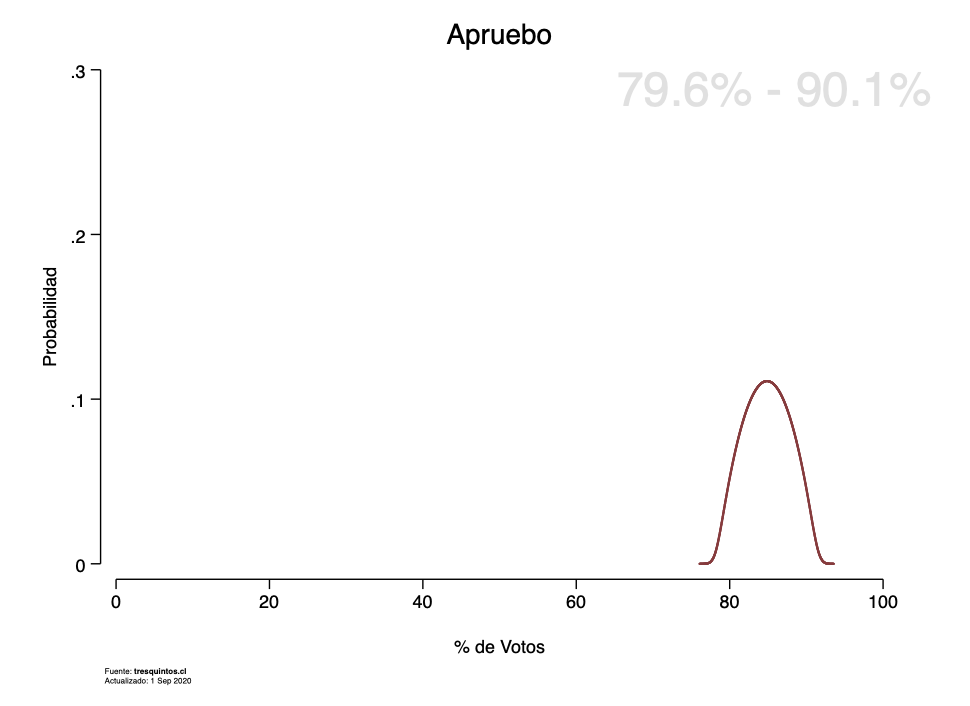 Apruebo
79.6% - 90.1%
.3
.2
.1
0
Probabilidad
0 20 40 60 80 100
% de Votos
Fuente: tresquintos.cl
Actualizado: 1 Sep 2020